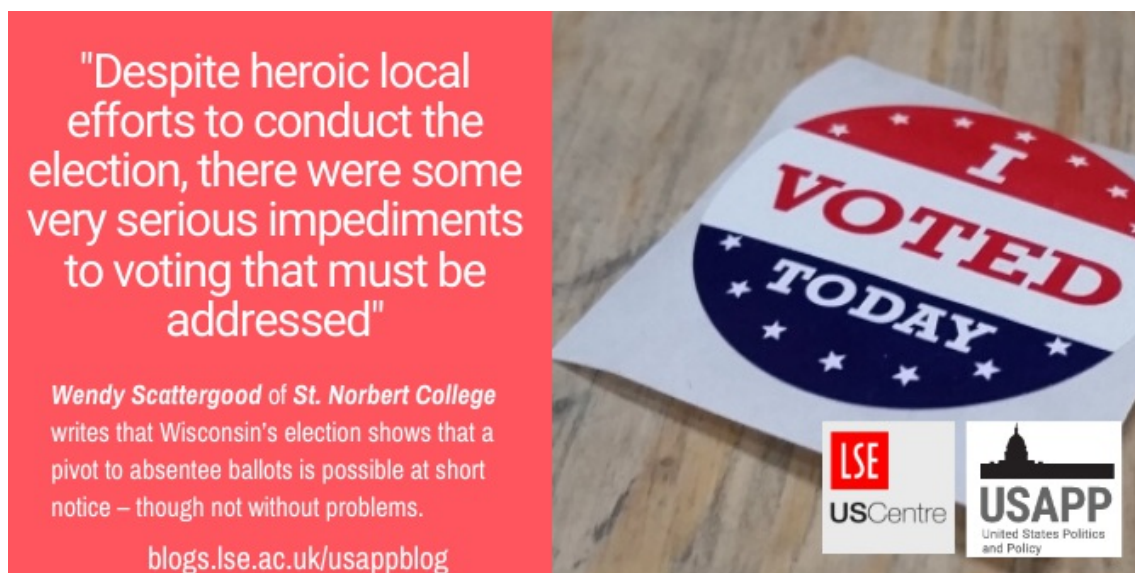 "Despite heroic local
efforts to conduct the
election, there were some
very serious impediments
to voting that must be
addressed"
Wendy Scattergood of St. Norbert College
writes that Wisconsin's election shows that a
pivot to absentee ballots is possible at short
notice – though not without problems.
blogs.lse.ac.uk/usappblog
I
VOTED
TODAY
LSE
USCentre
USAPP
United States Politics
and Policy